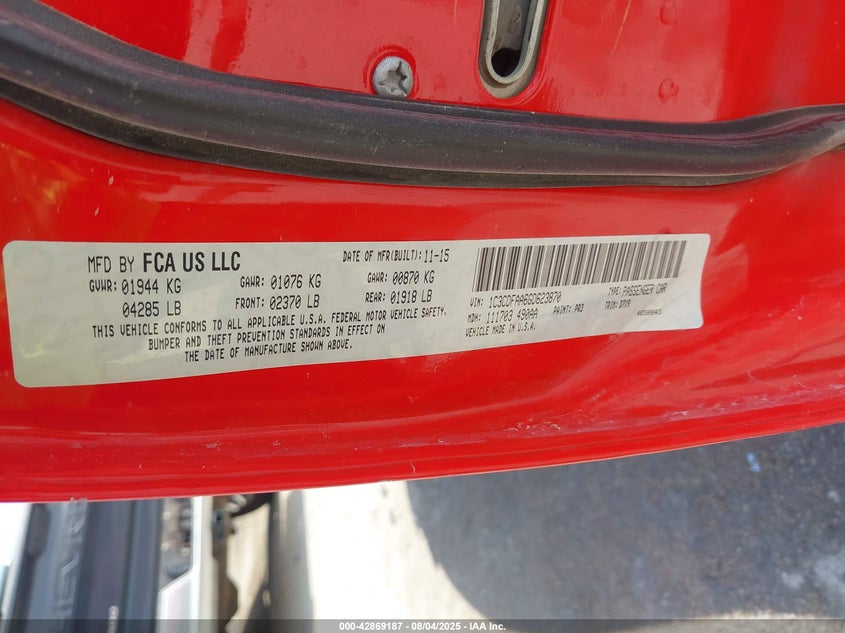 MFD BY FCA US LLC
DATE OF MFR(BUILT): 11-15
GVWR: 01944 KG
GAWR: 01076 KG
GAWR: 00870 KG
04285 LB
FRONT: 02370 LB
REAR: 01918 LB
THIS VEHICLE CONFORMS TO ALL APPLICABLE U.S.A. FEDERAL MOTOR VEHICLE SAFETY,
BUMPER AND THEFT PREVENTION STANDARDS IN EFFECT ON
THE DATE OF MANUFACTURE SHOWN ABOVE.
VIN: 1C3CDFAA6GD623870
TYPE: PASSENGER CAR
MDH: 111703 490AA
PAINT: PR3
TRIM: D7X9
VEHICLE MADE IN U.S.A.
000-42869187 - 08/04/2025 - IAA Inc.